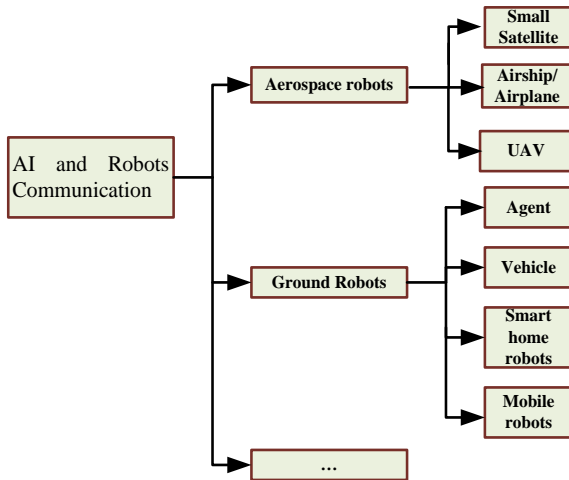 AI and Robots
Communication
Aerospace robots
Small
Satellite
Airship/
Airplane
UAV
Ground Robots
Agent
Vehicle
Smart
home
robots
Mobile
robots
...